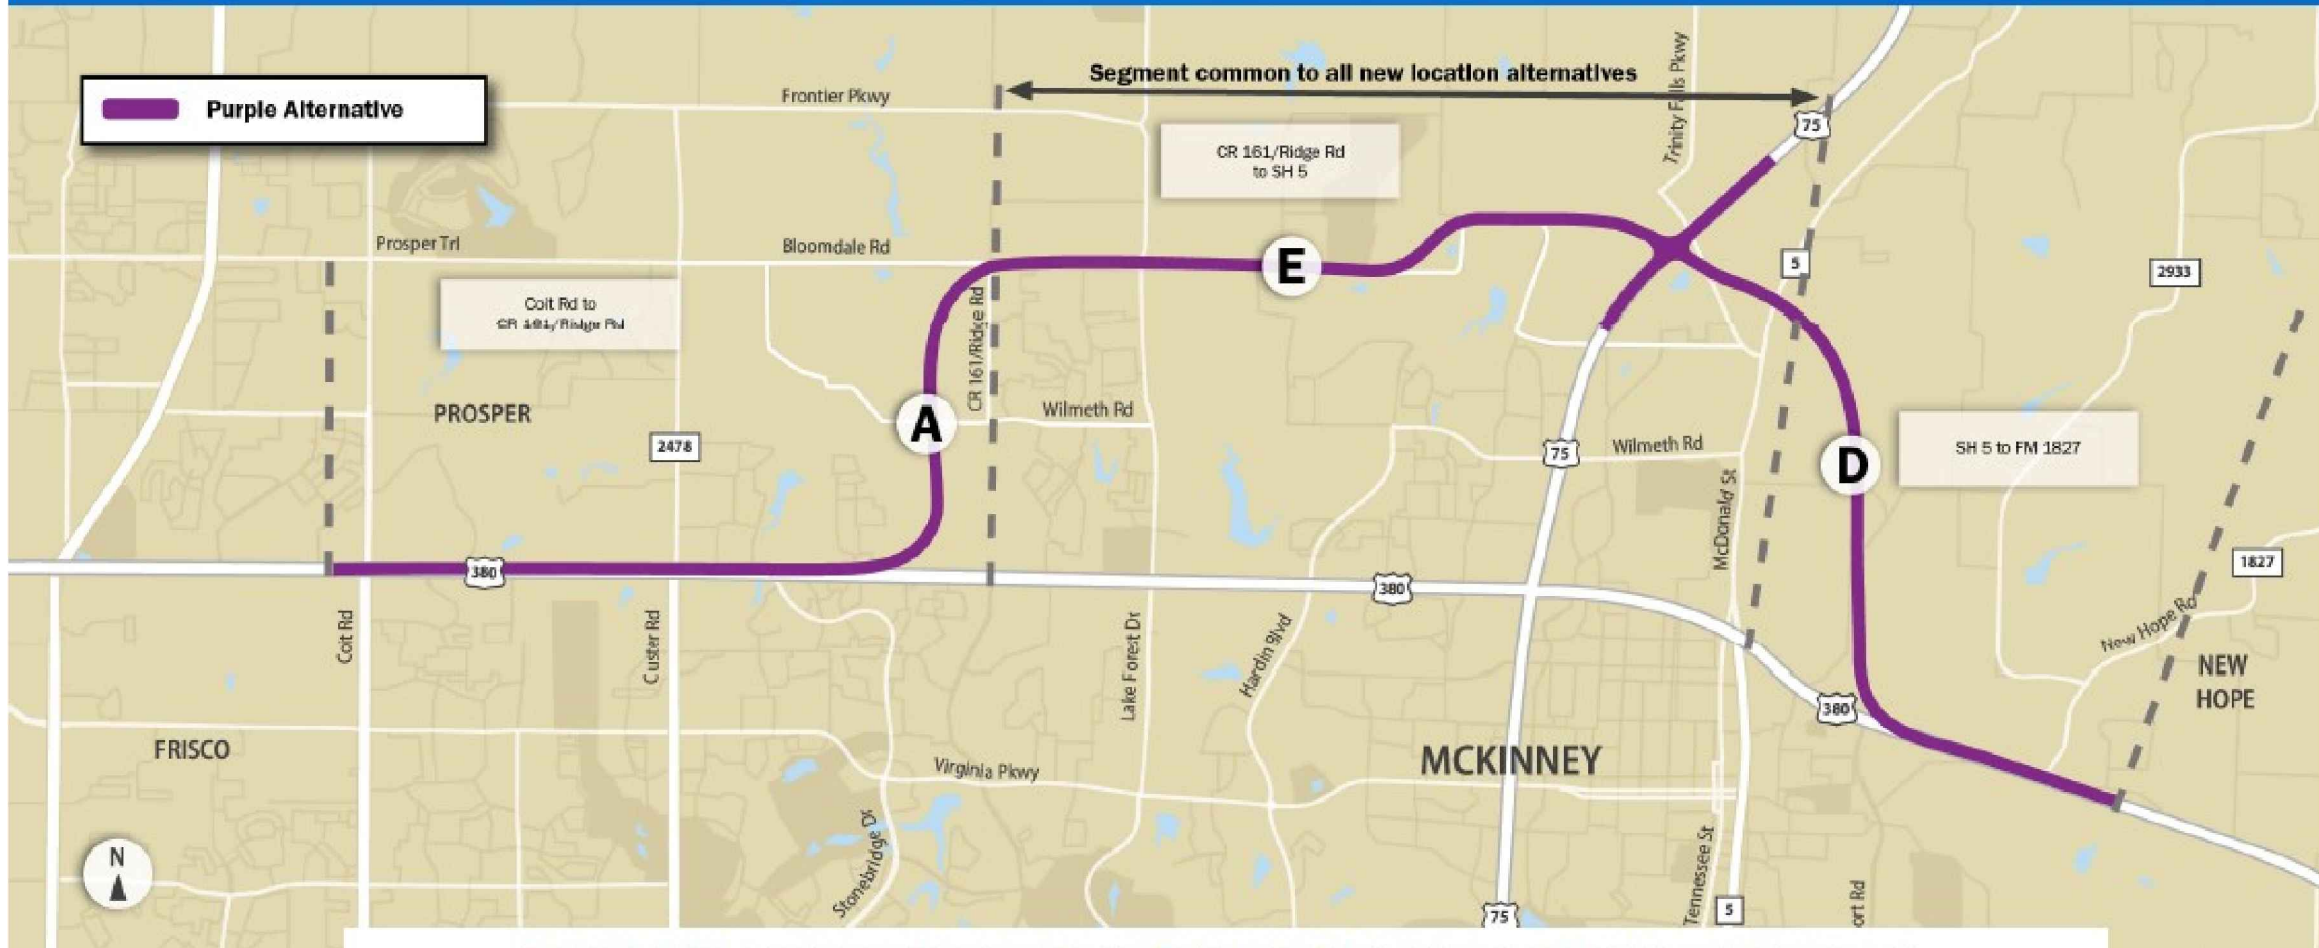 Purple Alternative
Segment common to all new location alternatives
Frontier Pkwy
Trinity Falls Pkwy
75
CR 161/Ridge Rd
to SH 5
Prosper Trl
Bloomdale Rd
E
5
2933
Coit Rd to
CR 161/Ridge Rd
CR 161/Ridge Rd
PROSPER
2478
A
Wilmeth Rd
75
Wilmeth Rd
D
SH 5 to FM 1827
McDonald St
380
380
1827
Coit Rd
Custer Rd
Lake Forest Dr
Hardin Blvd
New Hope Rd
NEW
HOPE
380
FRISCO
Virginia Pkwy
MCKINNEY
N
Stonebridge Dr
Tennessee St
75
5
ort Rd